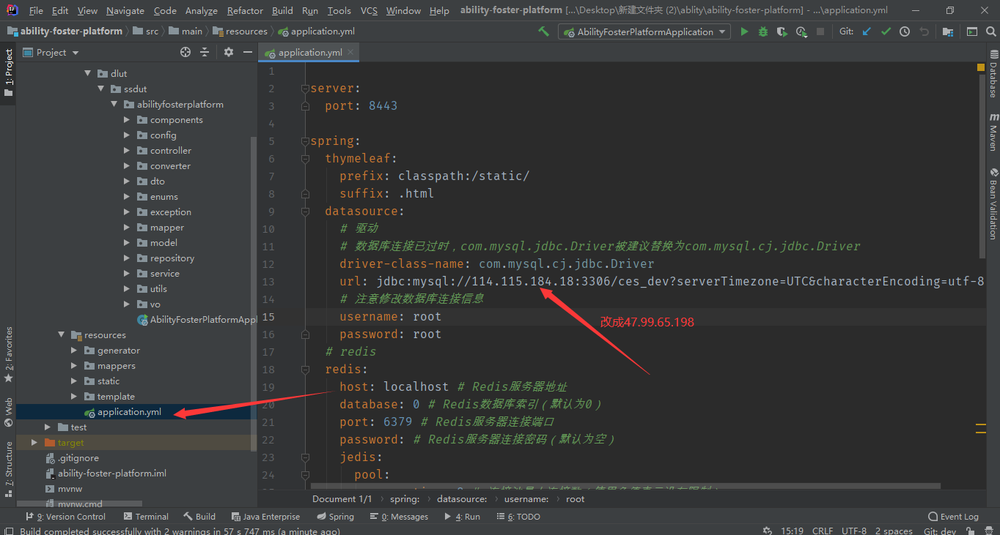 File Edit View Navigate Code Analyze Refactor Build Run Tools VCS Window Help ability-foster-platform [...\Desktop\新建文件夹 (2)\ablity\ability-foster-platform] - ...\application.yml
ability-foster-platform src main resources application.yml AbilityFosterPlatformApplication Git:
Project
application.yml
1: Project
2: Favorites
Web
7: Structure
dlut
ssdut
abilityfosterplatform
components
config
controller
converter
dto
enums
exception
mapper
model
repository
service
utils
vo
AbilityFosterPlatformAppl
resources
generator
mappers
static
template
application.yml
test
target
.gitignore
ability-foster-platform.iml
mvnw
mvnw.cmd
1
2 server:
3 port: 8443
4
5 spring:
6 thymeleaf:
7 prefix: classpath:/static/
8 suffix: .html
9 datasource:
10 # 驱动
11 # 数据库连接已过时，com.mysql.jdbc.Driver被建议替换为com.mysql.cj.jdbc.Driver
12 driver-class-name: com.mysql.cj.jdbc.Driver
13 url: jdbc:mysql://114.115.184.18:3306/ces_dev?serverTimezone=UTC&characterEncoding=utf-8
14 # 注意修改数据库连接信息
15 username: root
改成47.99.65.198
16 password: root
17 # redis
18 redis:
19 host: localhost # Redis服务器地址
20 database: 0 # Redis数据库索引（默认为0）
21 port: 6379 # Redis服务器连接端口
22 password: # Redis服务器连接密码（默认为空）
23 jedis:
24 pool:
Database
Maven
Bean Validation
Document 1/1 spring: datasource: username: root
9: Version Control Terminal Build Java Enterprise Spring 0: Messages 4: Run 6: TODO Event Log
Build completed successfully with 2 warnings in 57 s 747 ms (a minute ago) 15:19 CRLF UTF-8 2 spaces Git: dev